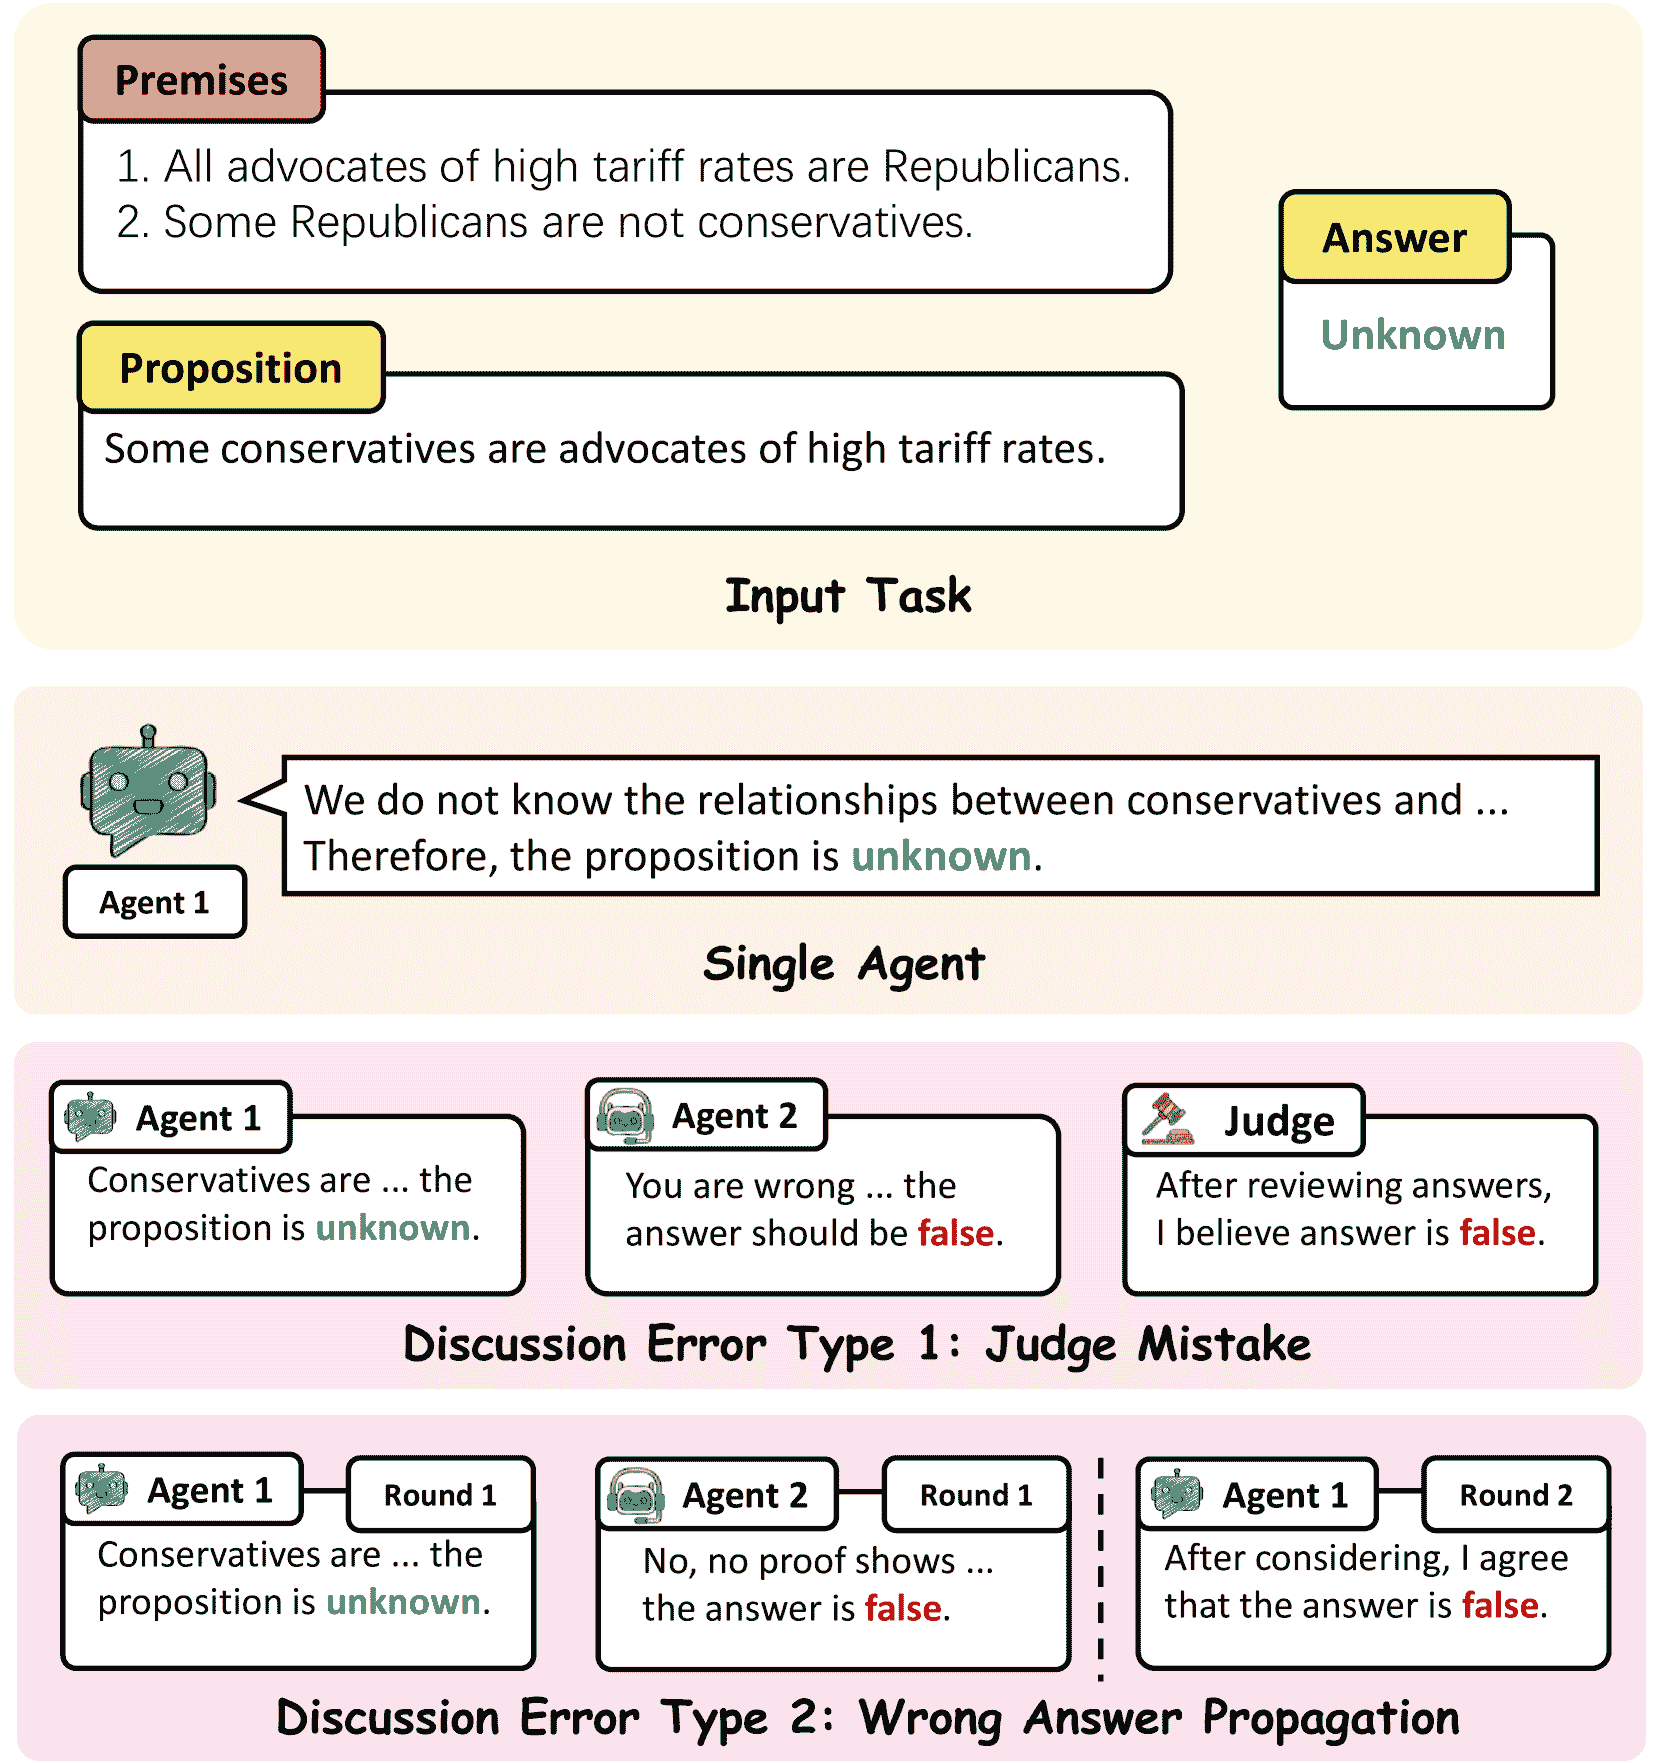 Premises
1. All advocates of high tariff rates are Republicans.
2. Some Republicans are not conservatives.
Answer
Unknown
Proposition
Some conservatives are advocates of high tariff rates.
Input Task
We do not know the relationships between conservatives and ...
Therefore, the proposition is unknown.
Agent 1
Single Agent
Agent 1
Conservatives are ... the
proposition is unknown.
Agent 2
You are wrong ... the
answer should be false.
Judge
After reviewing answers,
I believe answer is false.
Discussion Error Type 1: Judge Mistake
Agent 1
Round 1
Conservatives are ... the
proposition is unknown.
Agent 2
Round 1
No, no proof shows ...
the answer is false.
Agent 1
Round 2
After considering, I agree
that the answer is false.
Discussion Error Type 2: Wrong Answer Propagation